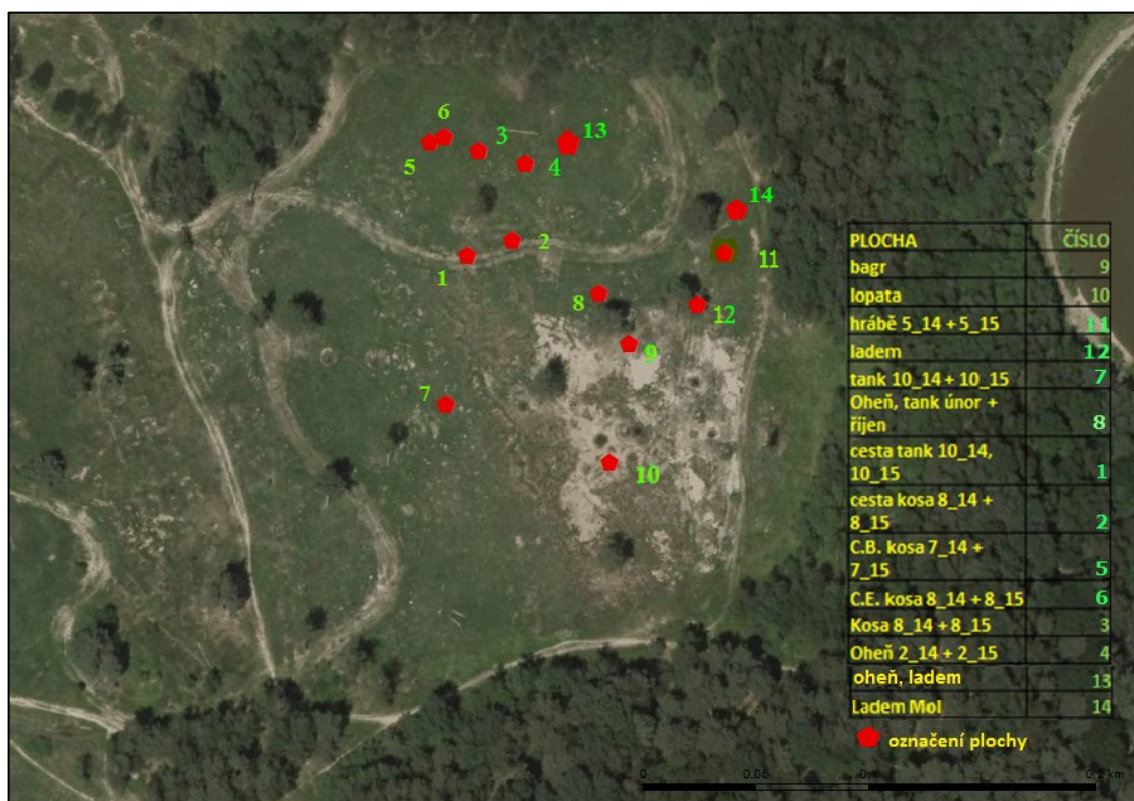 6
13
3
5
4
14
2
1
11
8
12
9
7
10
PLOCHA ČÍSLO
bagr 9
lopata 10
hrábě 5_14 + 5_15 11
ladem 12
tank 10_14 + 10_15 7
Oheň, tank únor +
říjen 8
cesta tank 10_14,
10_15 1
cesta kosa 8_14 +
8_15 2
C.B. kosa 7_14 +
7_15 5
C.E. kosa 8_14 + 8_15 6
Kosa 8_14 + 8_15 3
Oheň 2_14 + 2_15 4
oheň, ladem 13
Ladem Mol 14
označení plochy
0 0,05 0,1 0,2 km